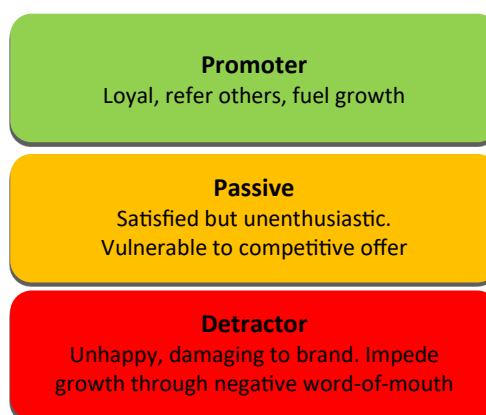 Promoter
Loyal, refer others, fuel growth
Passive
Satisfied but unenthusiastic.
Vulnerable to competitive offer
Detractor
Unhappy, damaging to brand. Impede
growth through negative word-of-mouth